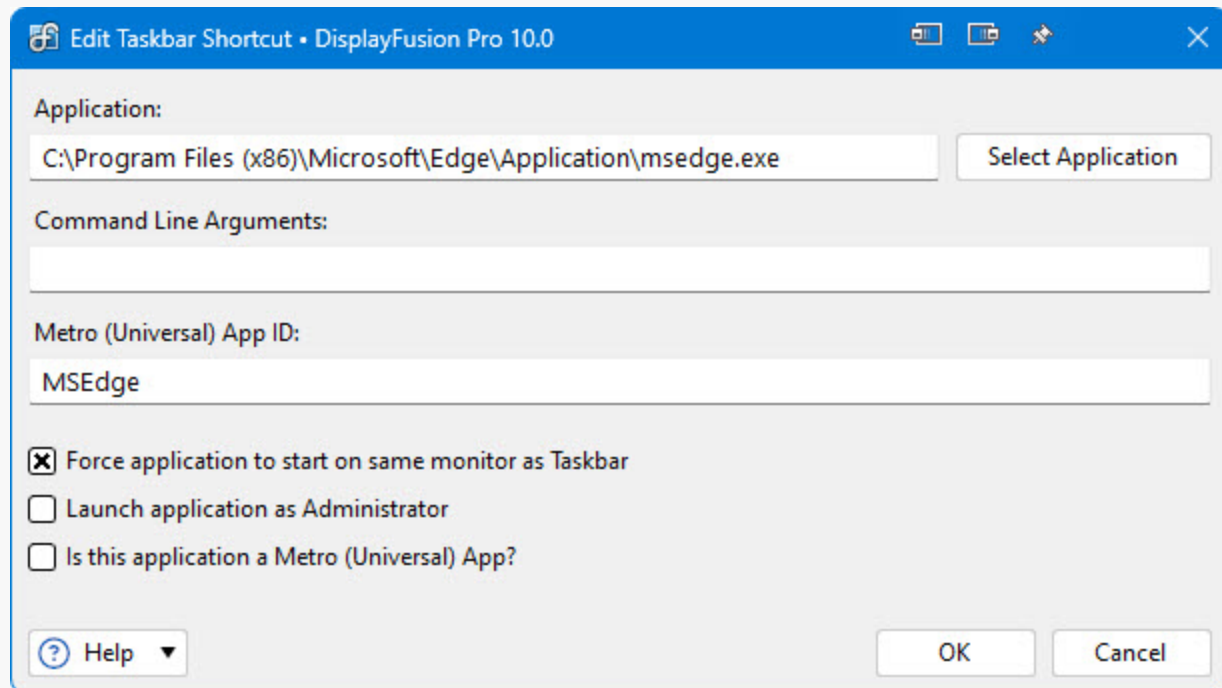 Edit Taskbar Shortcut • DisplayFusion Pro 10.0
Application:
C:\Program Files (x86)\Microsoft\Edge\Application\msedge.exe
Select Application
Command Line Arguments:
Metro (Universal) App ID:
MSEdge
Force application to start on same monitor as Taskbar
Launch application as Administrator
Is this application a Metro (Universal) App?
? Help
OK
Cancel